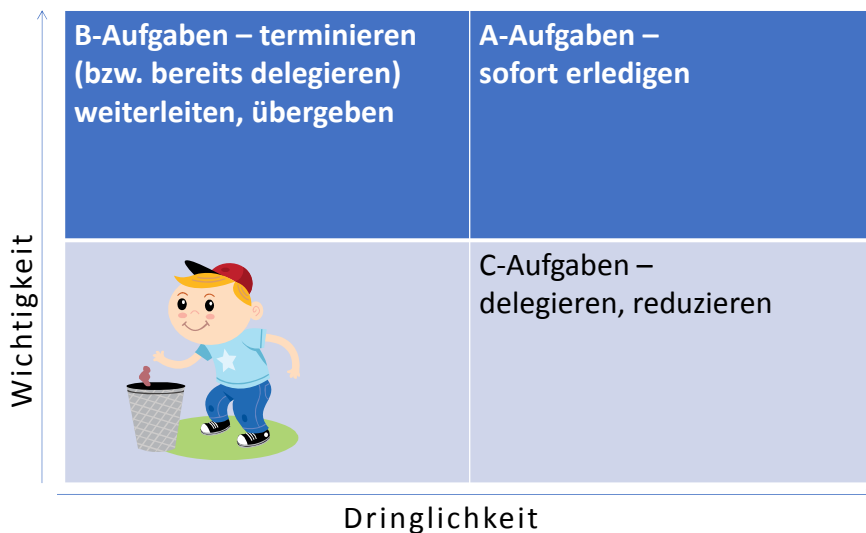 B-Aufgaben – terminieren
(bzw. bereits delegieren)
weiterleiten, übergeben
A-Aufgaben –
sofort erledigen
C-Aufgaben –
delegieren, reduzieren
Wichtigkeit
Dringlichkeit